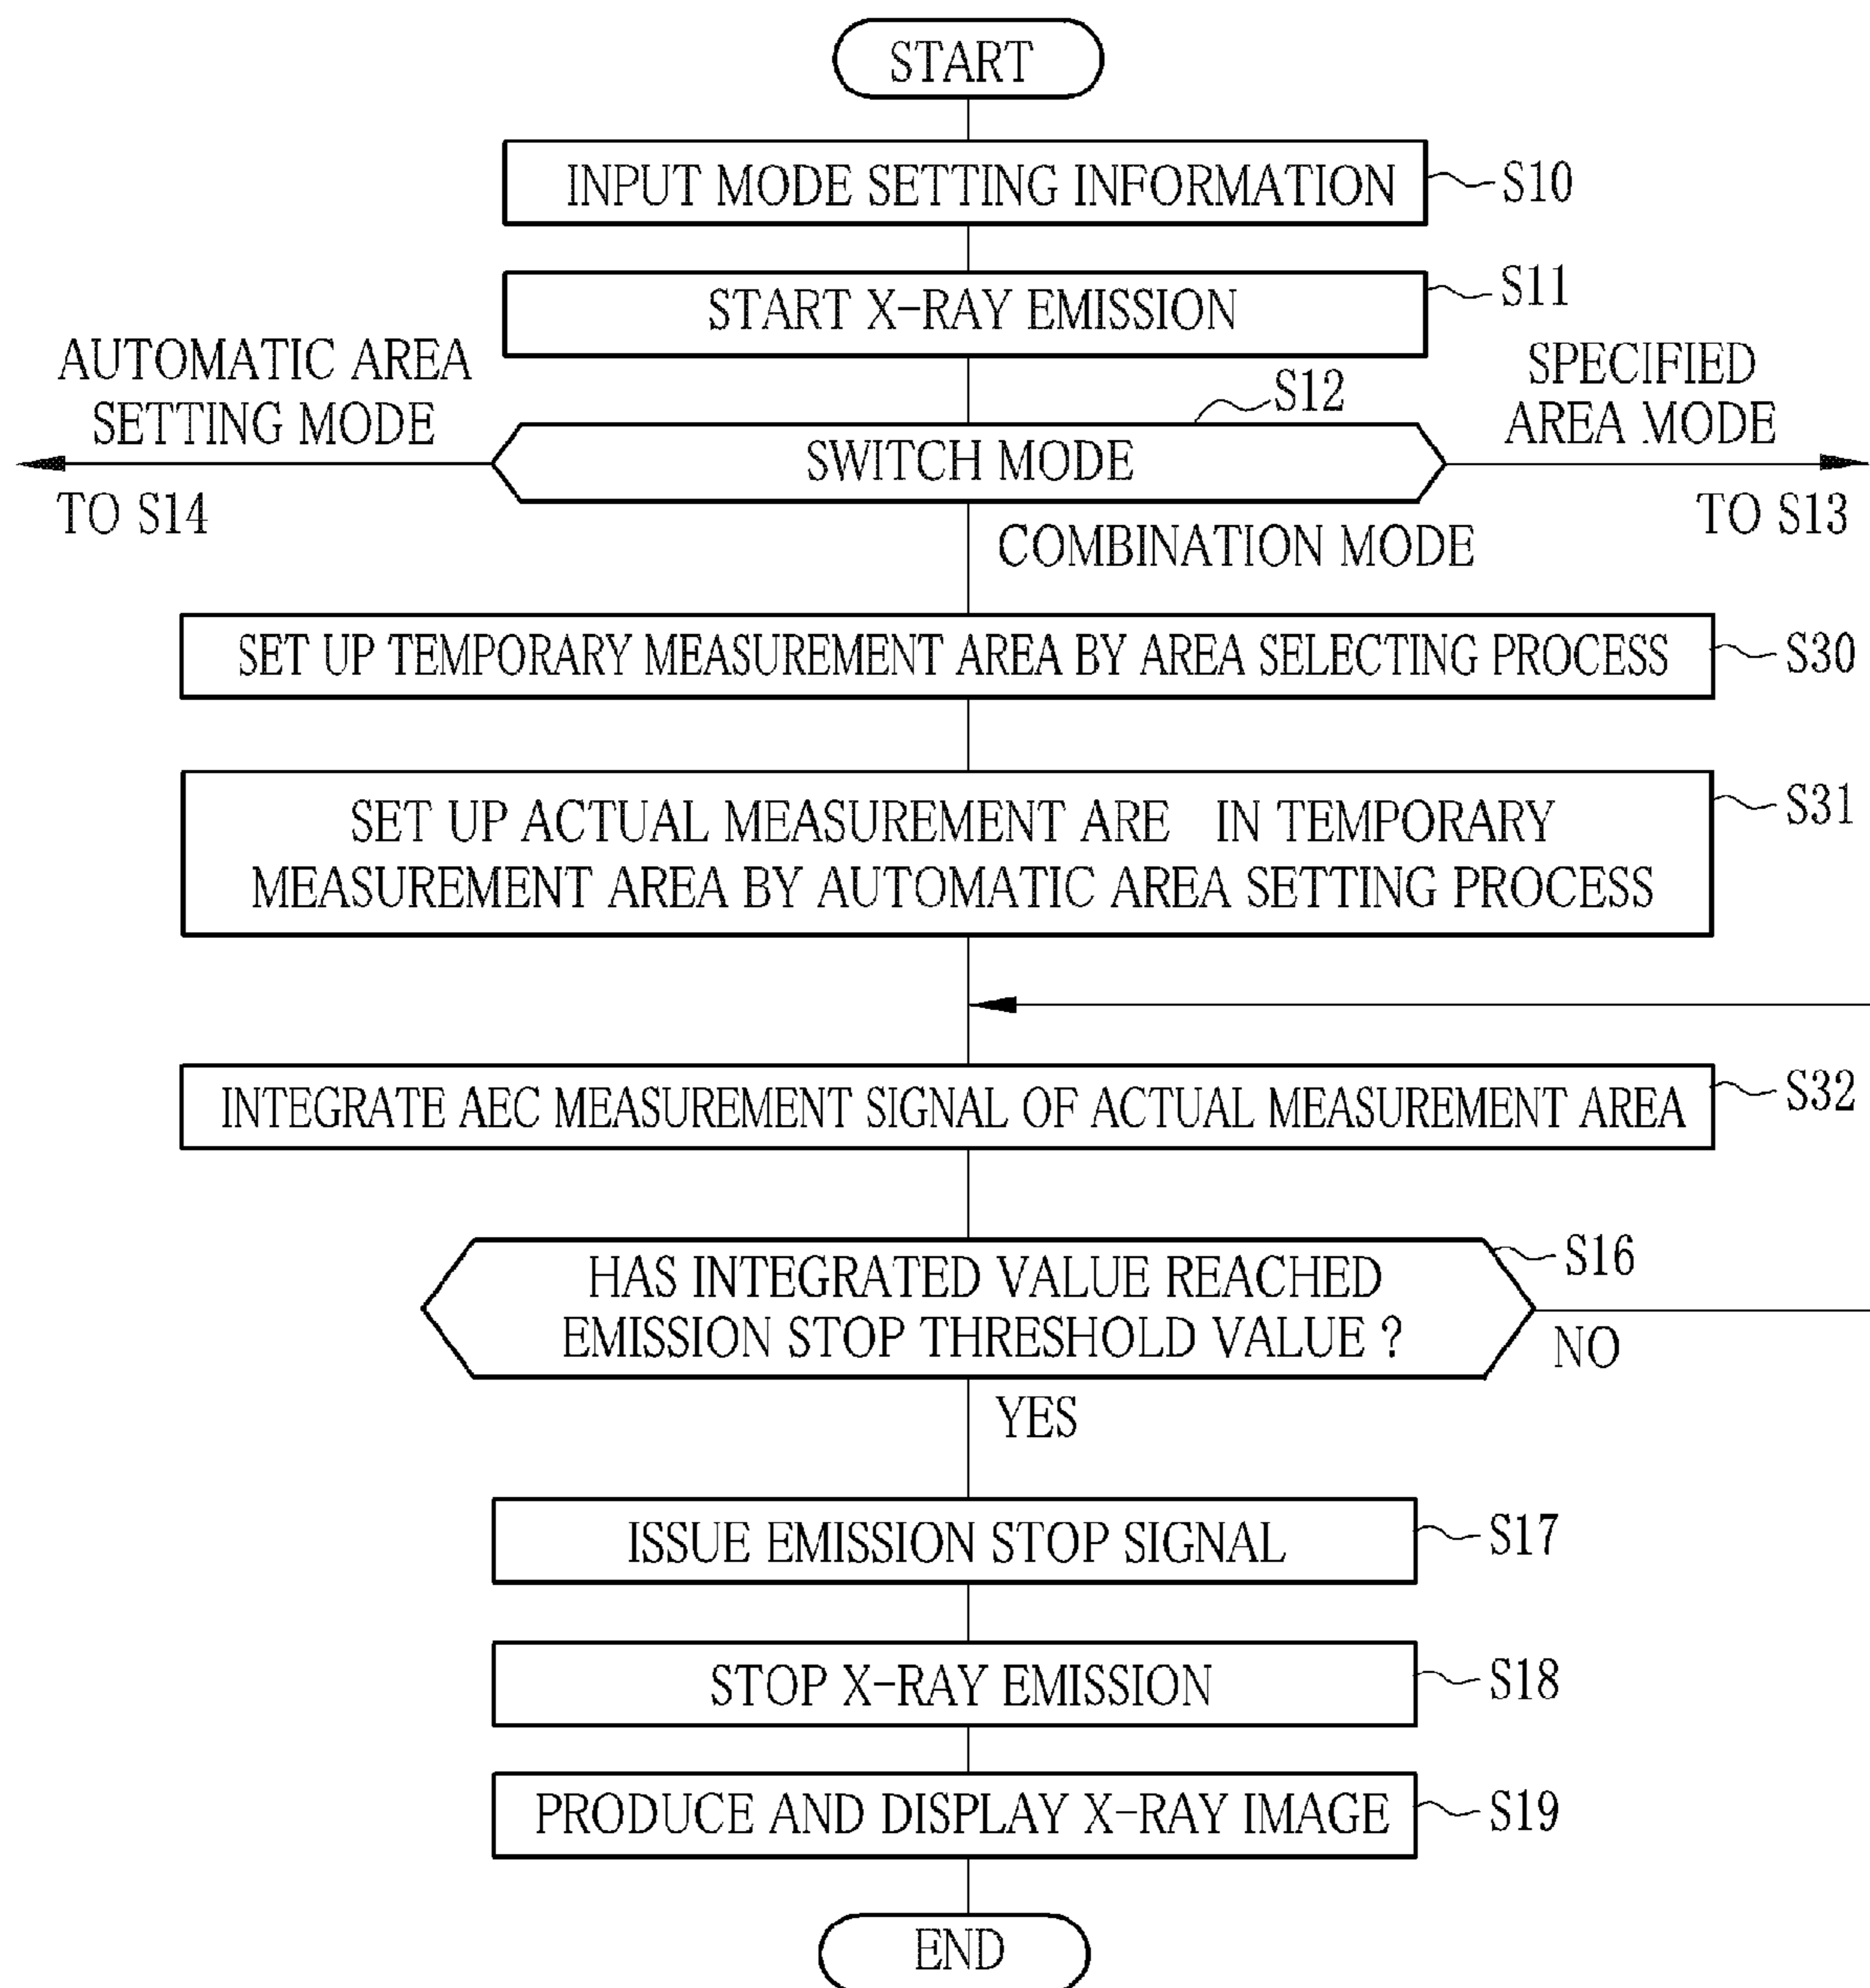 START
INPUT MODE SETTING INFORMATION
S10
START X-RAY EMISSION
S11
AUTOMATIC AREA
SETTING MODE
TO S14
S12
SWITCH MODE
SPECIFIED
AREA MODE
TO S13
COMBINATION MODE
SET UP TEMPORARY MEASUREMENT AREA BY AREA SELECTING PROCESS
S30
SET UP ACTUAL MEASUREMENT ARE IN TEMPORARY
MEASUREMENT AREA BY AUTOMATIC AREA SETTING PROCESS
S31
INTEGRATE AEC MEASUREMENT SIGNAL OF ACTUAL MEASUREMENT AREA
S32
HAS INTEGRATED VALUE REACHED
EMISSION STOP THRESHOLD VALUE ?
S16
NO
YES
ISSUE EMISSION STOP SIGNAL
S17
STOP X-RAY EMISSION
S18
PRODUCE AND DISPLAY X-RAY IMAGE
S19
END